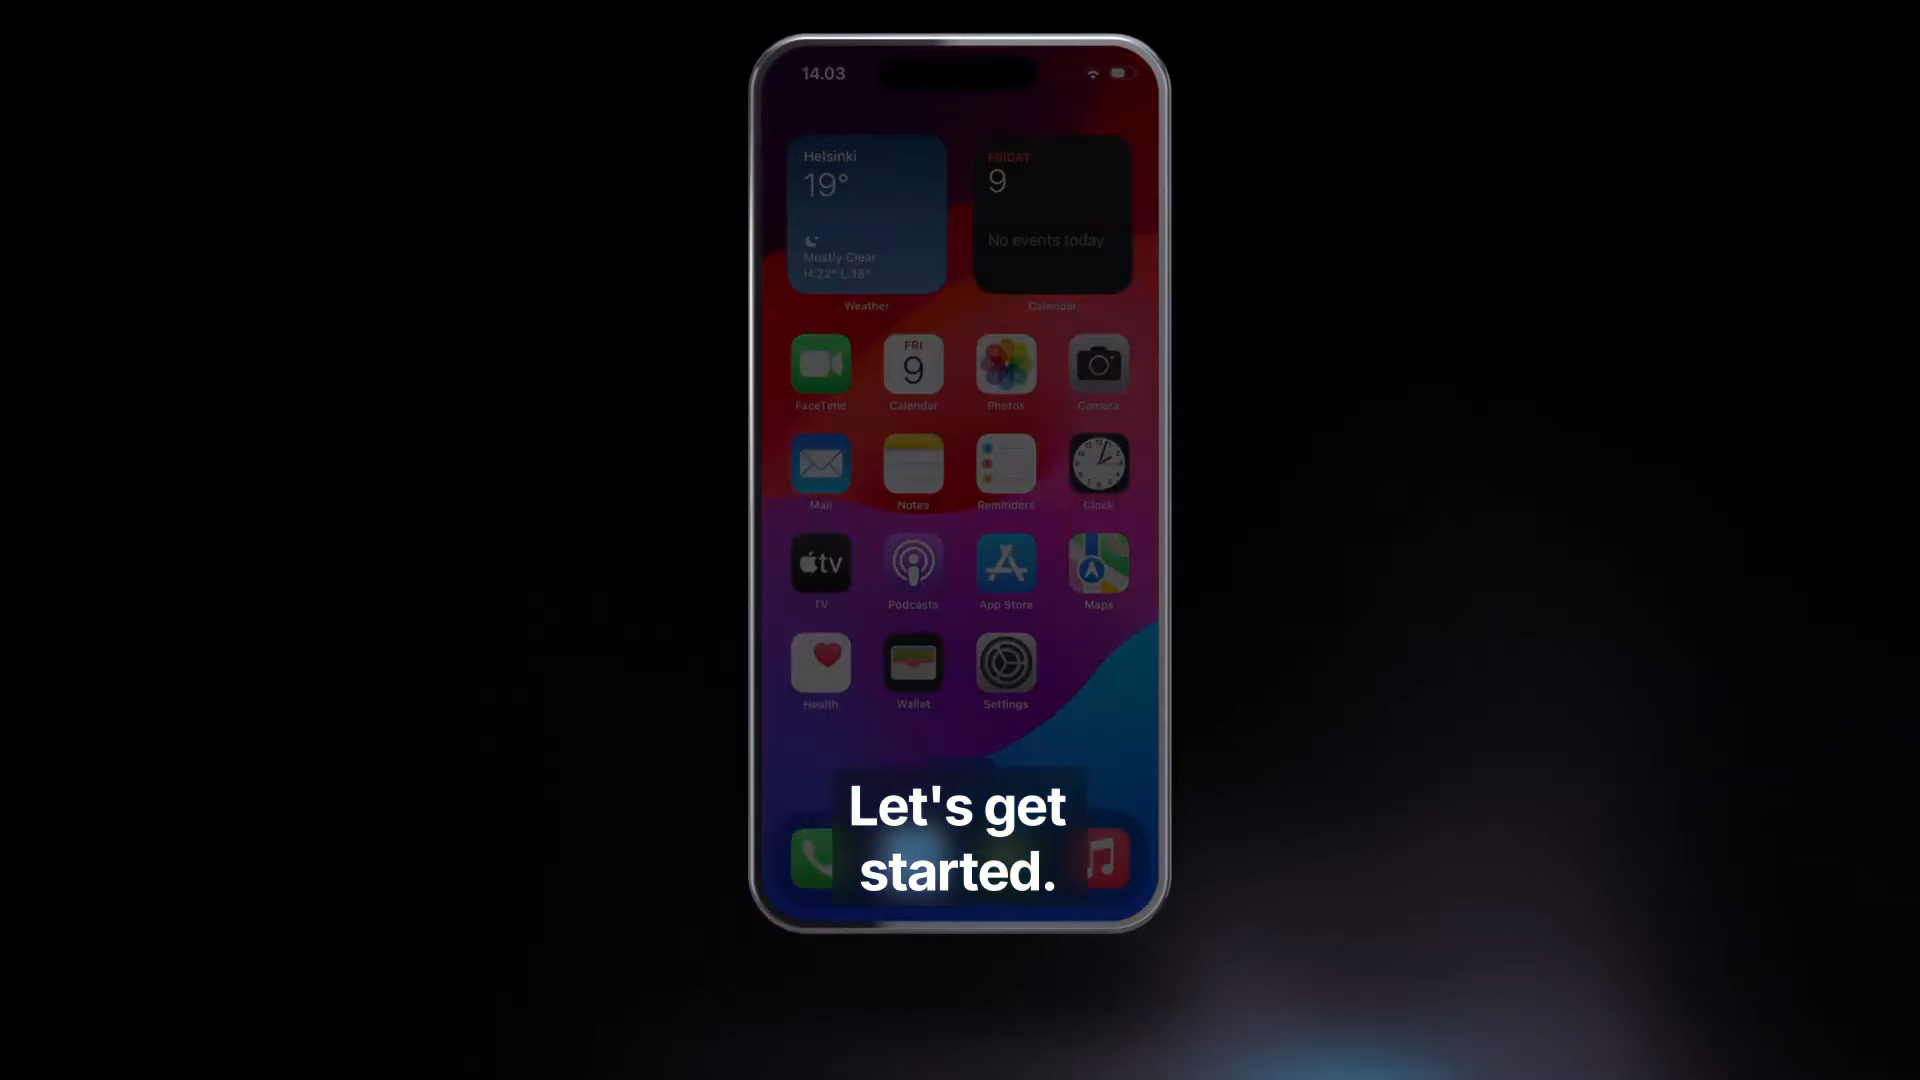 14.03
Helsinki
19°
Mostly Clear
H:22° L:18°
Weather
FRIDAY
9
No events today
Calendar
FRI
9
FaceTime
Calendar
Photos
Camera
Mail
Notes
Reminders
Clock
tv
TV
Podcasts
App Store
Maps
Health
Wallet
Settings
Let's get
started.